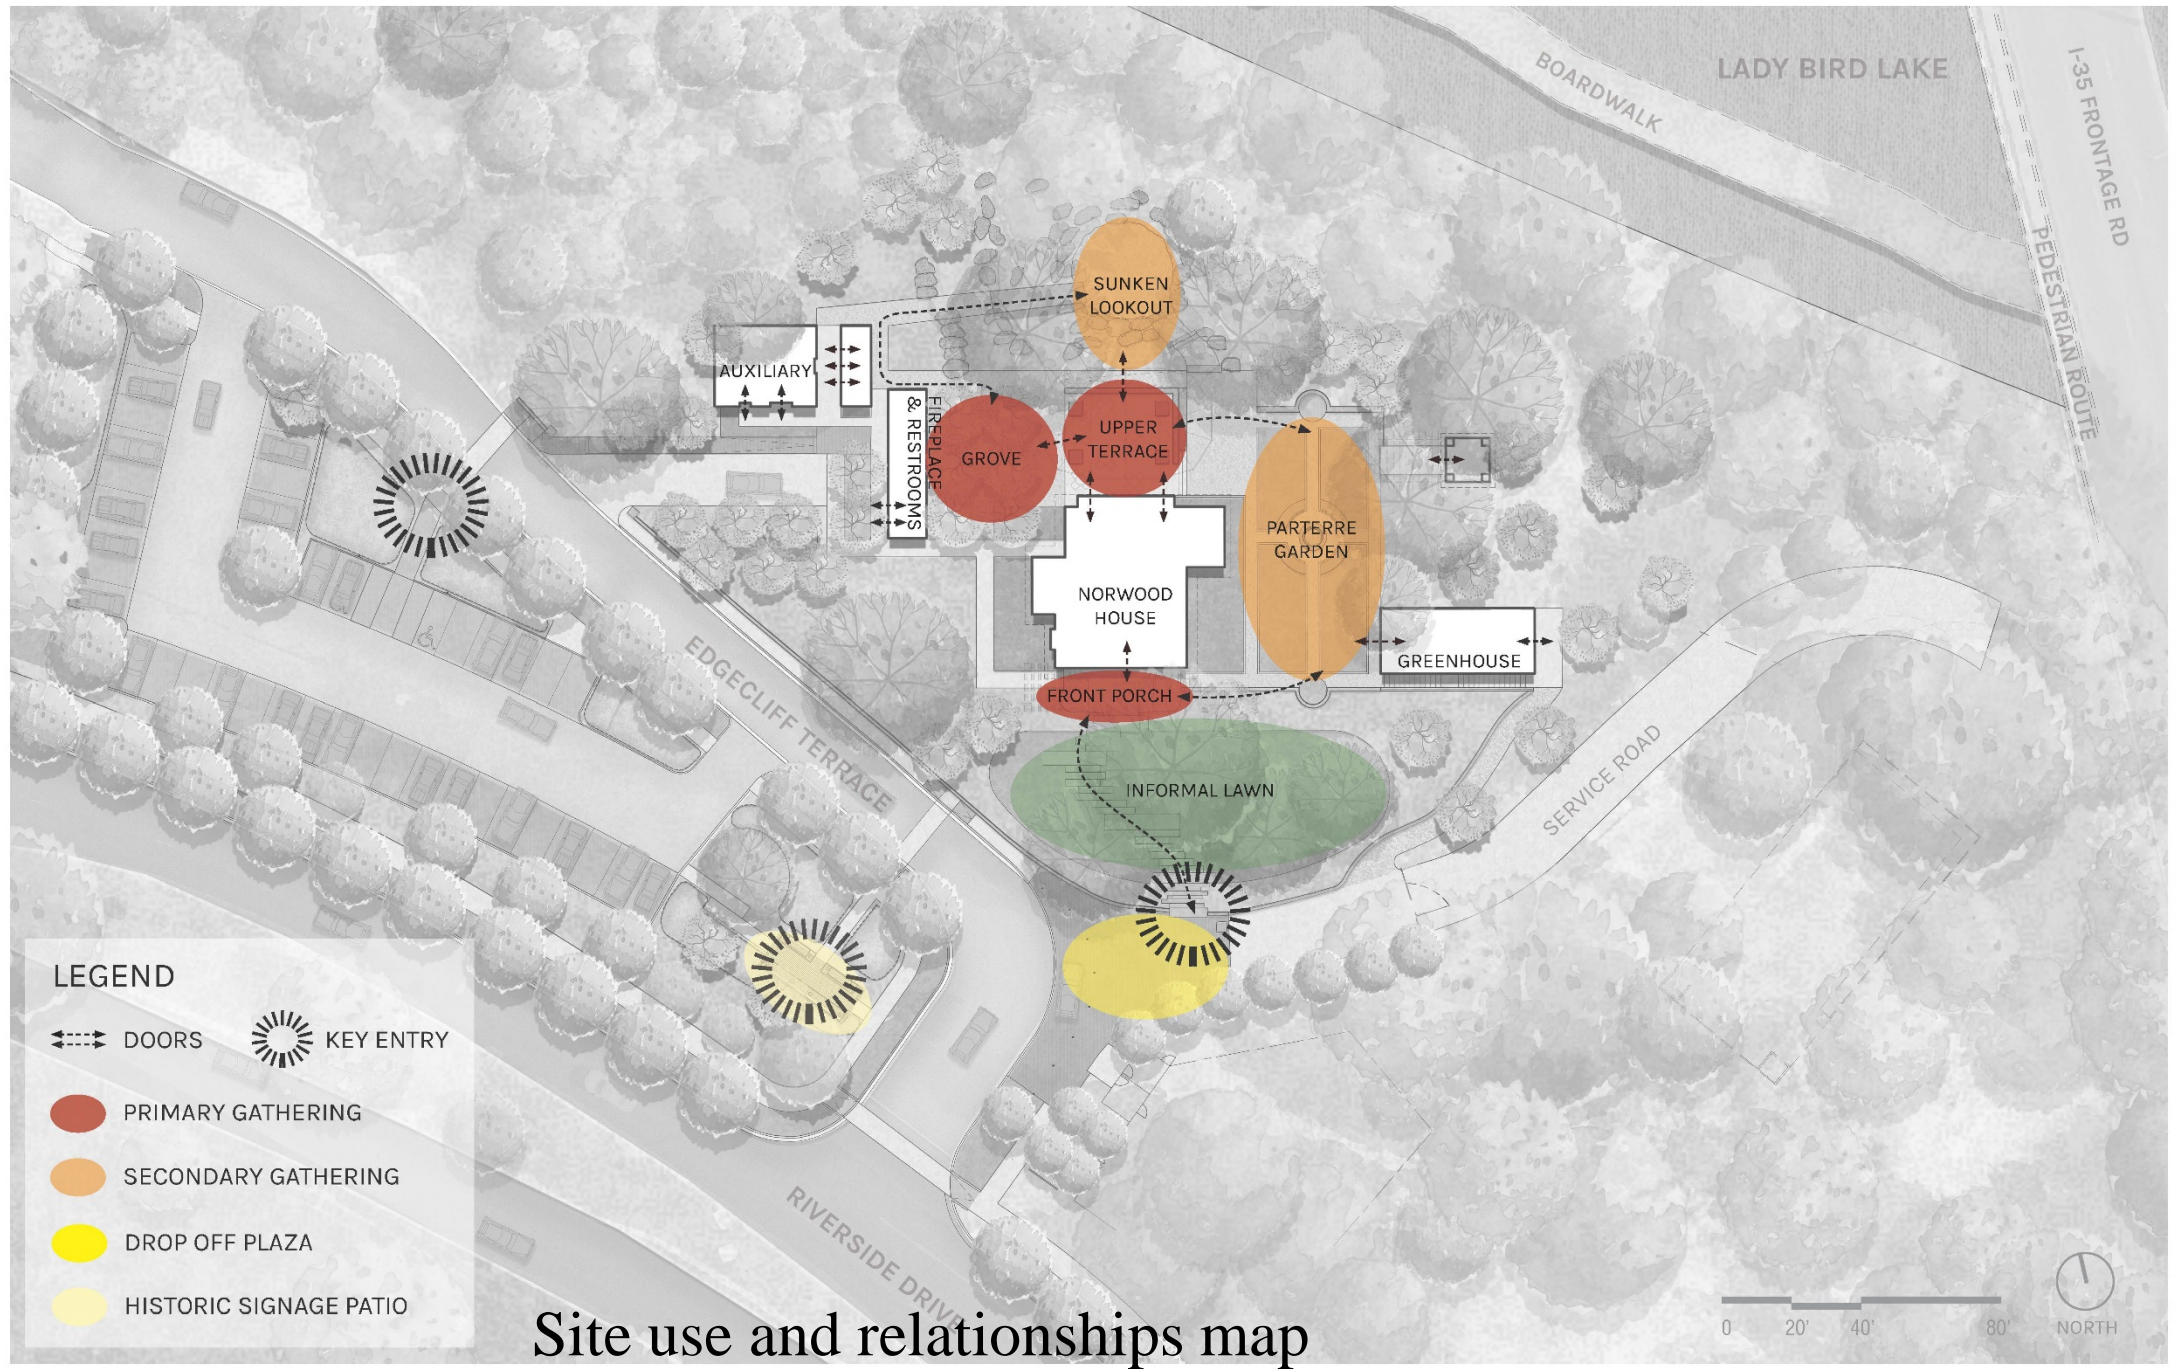 LADY BIRD LAKE
BOARDWALK
I-35 FRONTAGE RD
PEDESTRIAN ROUTE
SUNKEN
LOOKOUT
AUXILIARY
FIREPLACE
& RESTROOMS
GROVE
UPPER
TERRACE
PARTERRE
GARDEN
NORWOOD
HOUSE
GREENHOUSE
FRONT PORCH
EDGECLIFF TERRACE
INFORMAL LAWN
SERVICE ROAD
RIVERSIDE DRIVE
LEGEND
DOORS
KEY ENTRY
PRIMARY GATHERING
SECONDARY GATHERING
DROP OFF PLAZA
HISTORIC SIGNAGE PATIO
0 20' 40' 80'
NORTH
Site use and relationships map